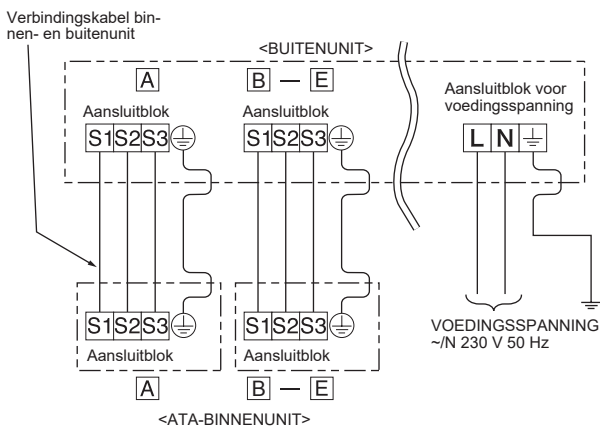 Verbindingskabel bin-
nen- en buitenunit
<BUITENUNIT>
A
B — E
Aansluitblok
S1 S2 S3
Aansluitblok
S1 S2 S3
Aansluitblok voor
voedingsspanning
L N
S1 S2 S3
Aansluitblok
A
S1 S2 S3
Aansluitblok
B — E
VOEDINGSSPANNING
~/N 230 V 50 Hz
<ATA-BINNENUNIT>